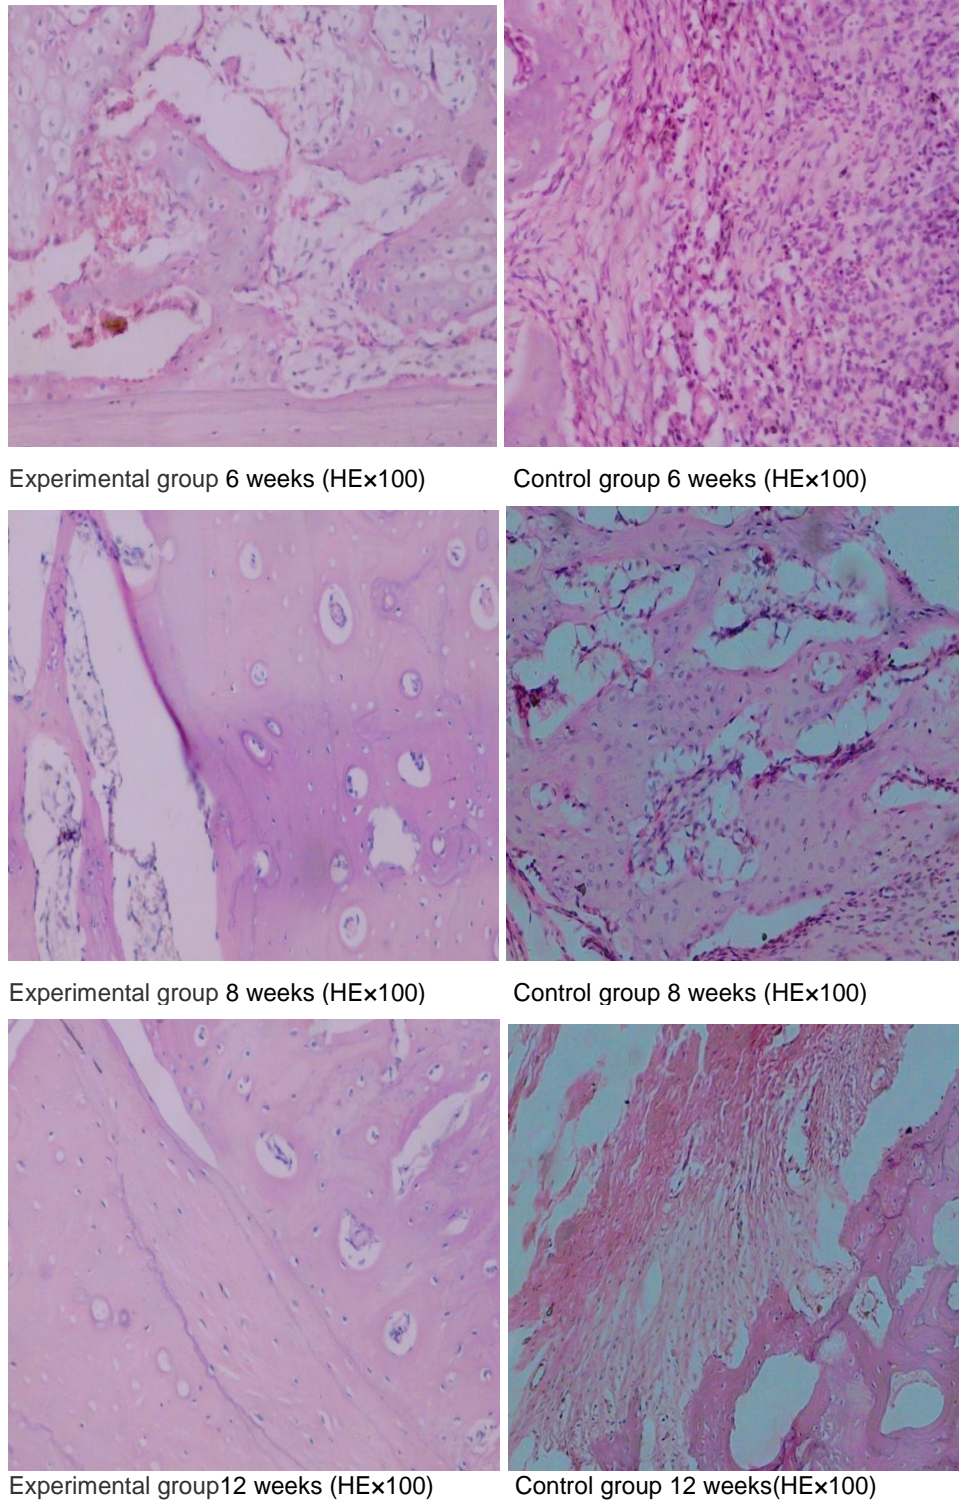 Experimental group 6 weeks (HE×100)
Control group 6 weeks (HE×100)
Experimental group 8 weeks (HE×100)
Control group 8 weeks (HE×100)
Experimental group12 weeks (HE×100)
Control group 12 weeks(HE×100)